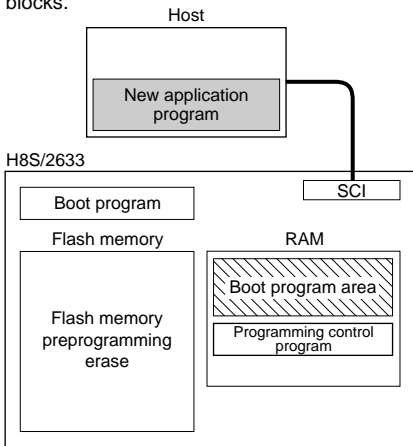 blocks.
Host
New application
program
H8S/2633
SCI
Boot program
Flash memory
RAM
Boot program area
Flash memory
preprogramming
erase
Programming control
program